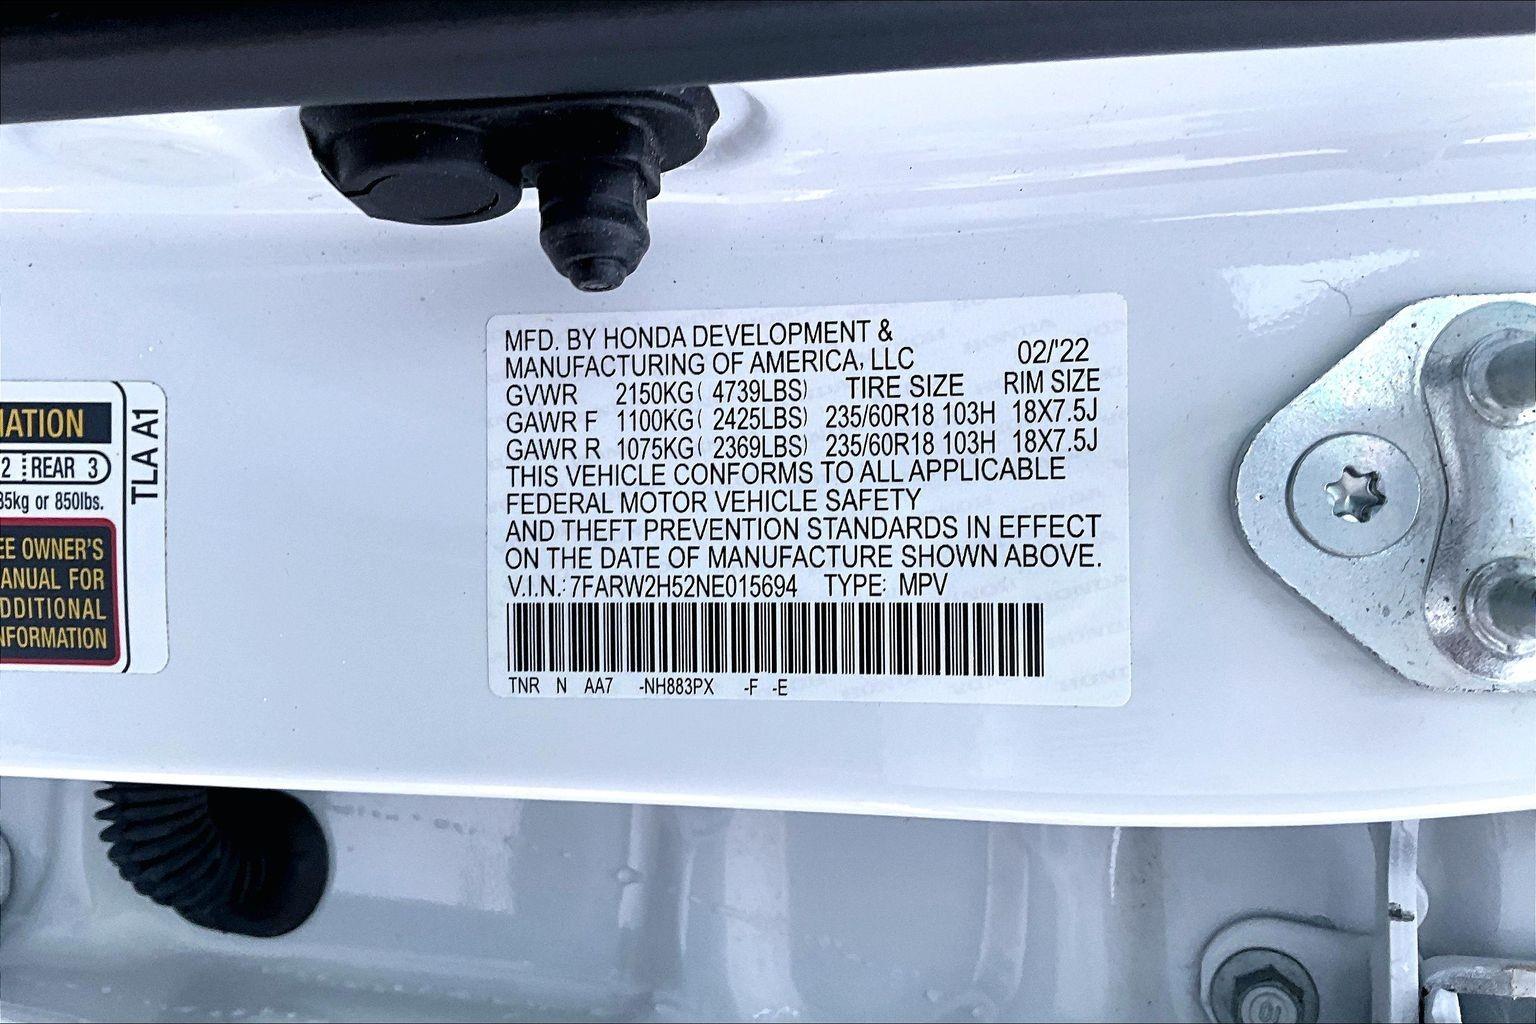 MATION
2 REAR 3
85kg or 850lbs.
EE OWNER'S
ANUAL FOR
DDITIONAL
NFORMATION
TLA A1
MFD. BY HONDA DEVELOPMENT &
MANUFACTURING OF AMERICA, LLC 02/'22
GVWR 2150KG( 4739LBS) TIRE SIZE RIM SIZE
GAWR F 1100KG( 2425LBS) 235/60R18 103H 18X7.5J
GAWR R 1075KG( 2369LBS) 235/60R18 103H 18X7.5J
THIS VEHICLE CONFORMS TO ALL APPLICABLE
FEDERAL MOTOR VEHICLE SAFETY
AND THEFT PREVENTION STANDARDS IN EFFECT
ON THE DATE OF MANUFACTURE SHOWN ABOVE.
V.I.N.: 7FARW2H52NE015694 TYPE: MPV
TNR N AA7 -NH883PX -F -E